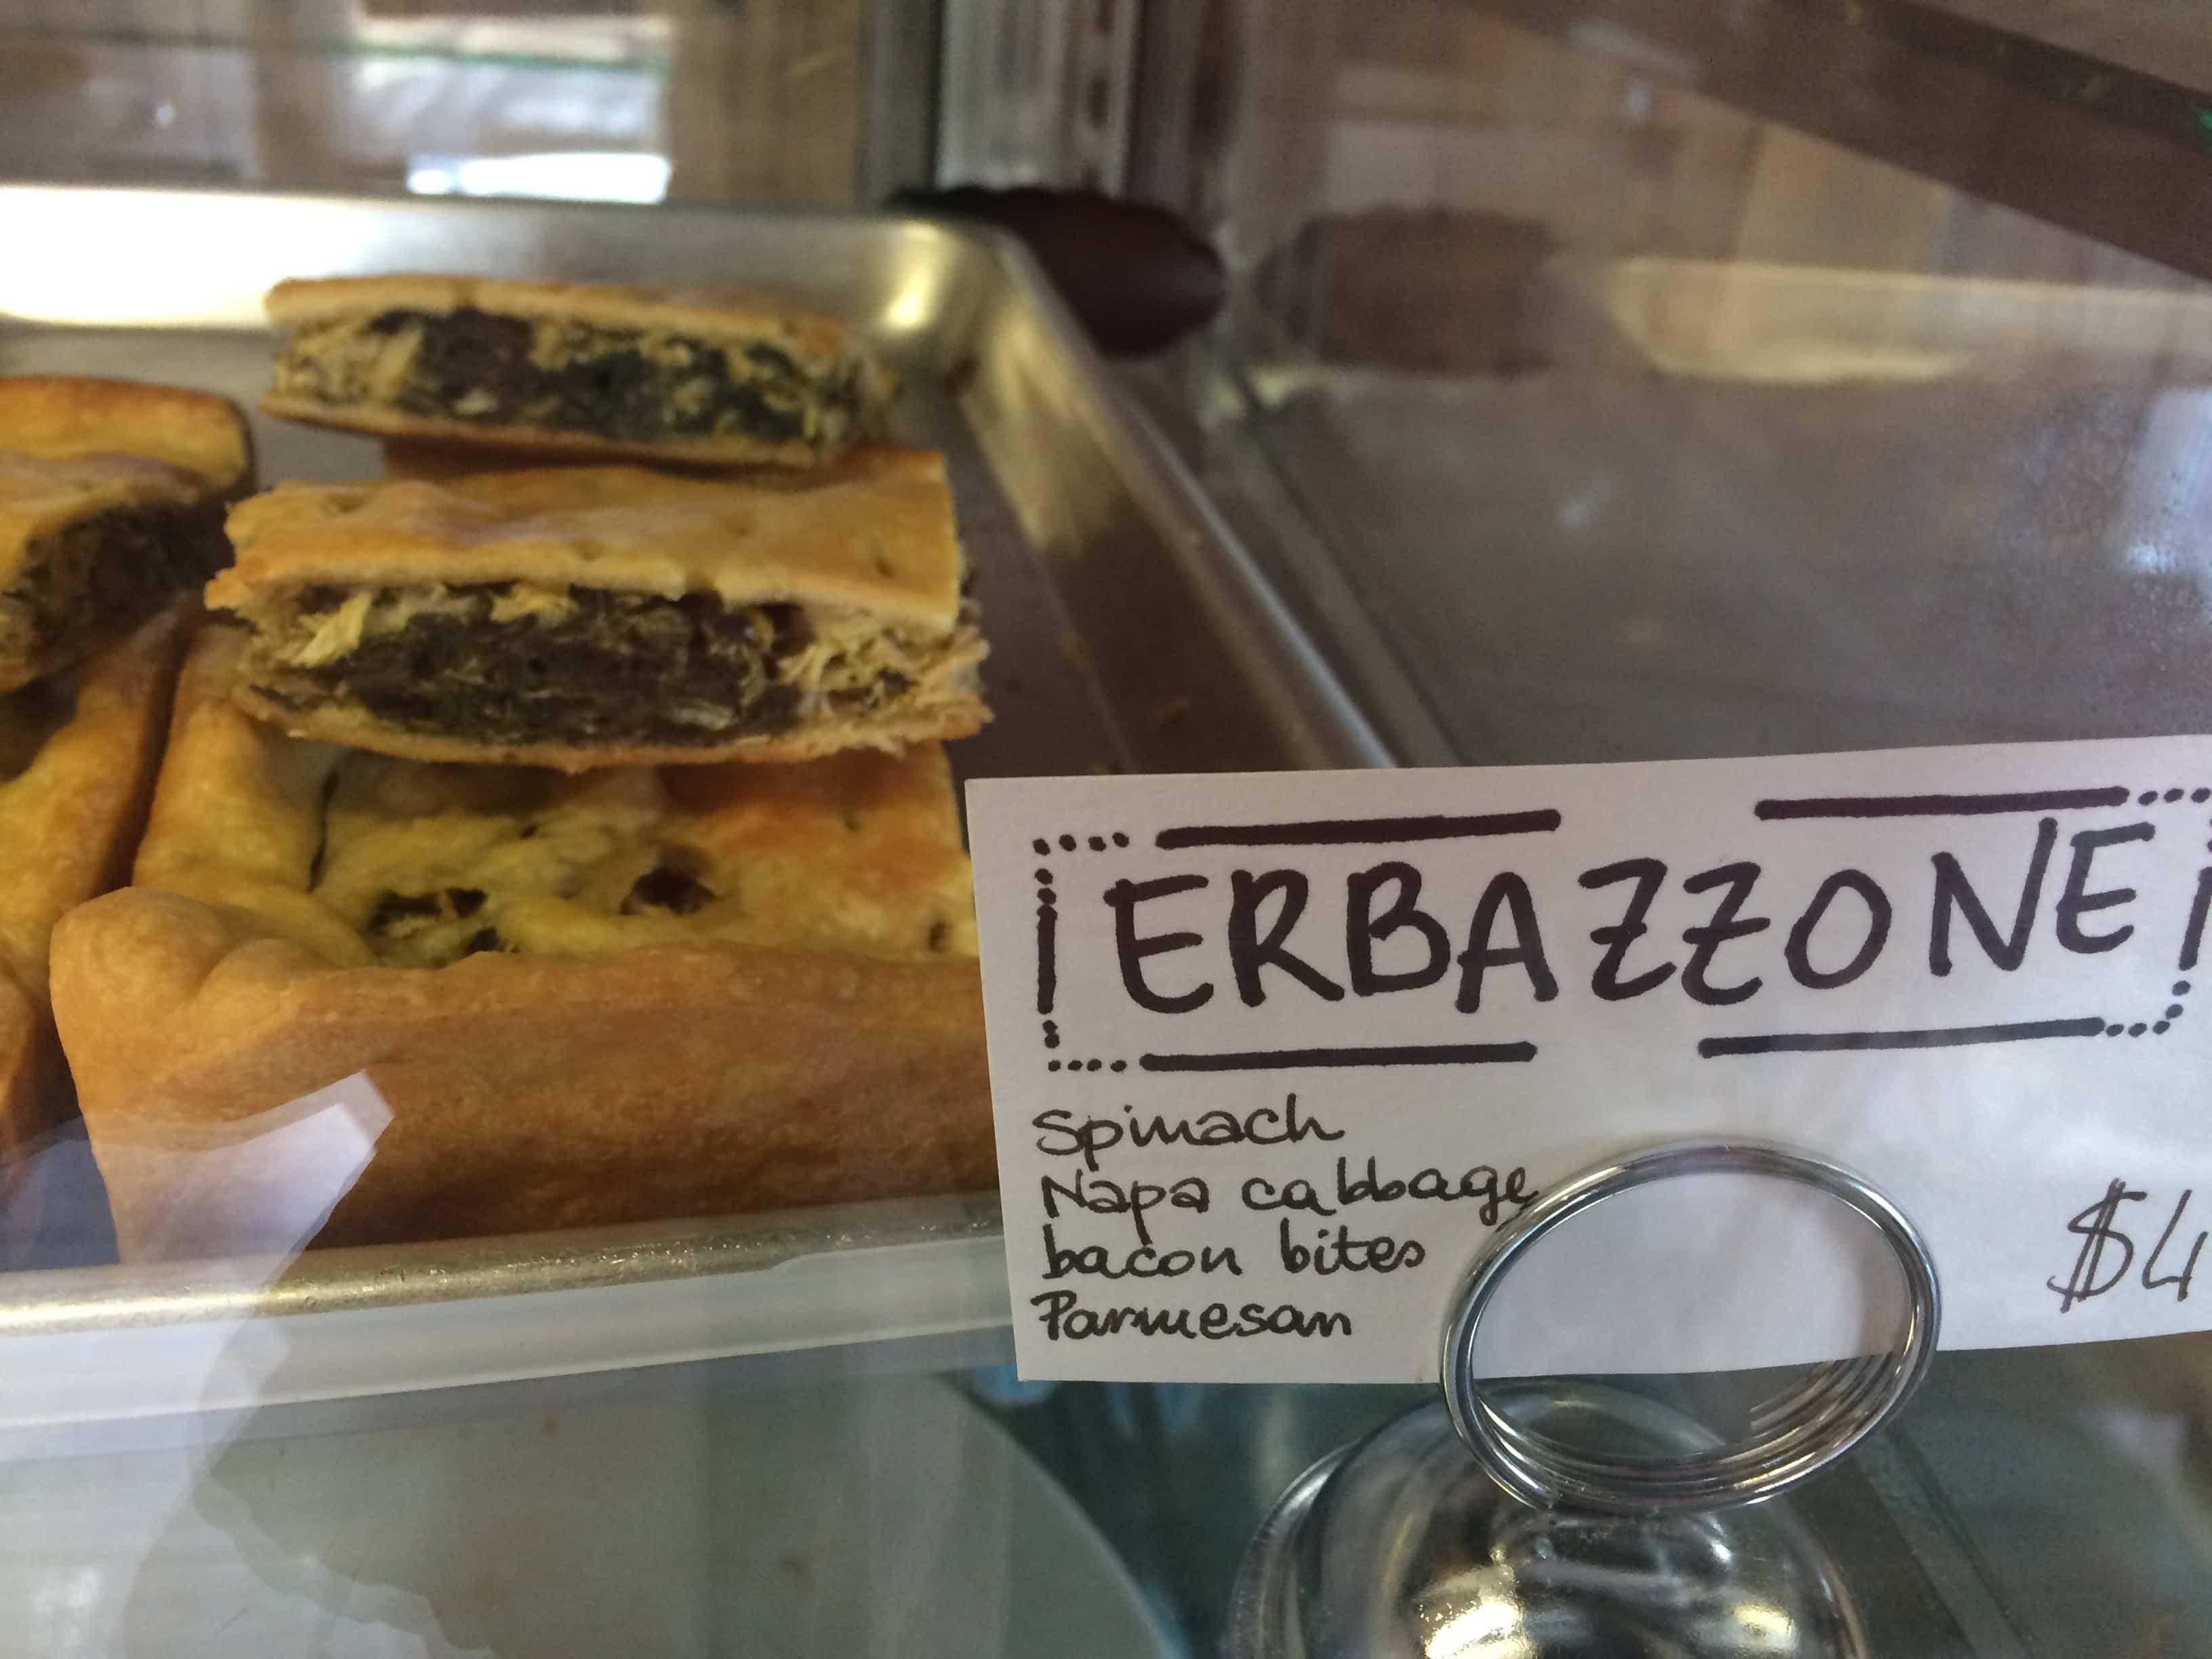 ERBAZZONE
Spinach
Napa cabbage
bacon bites
Parmesan
$4